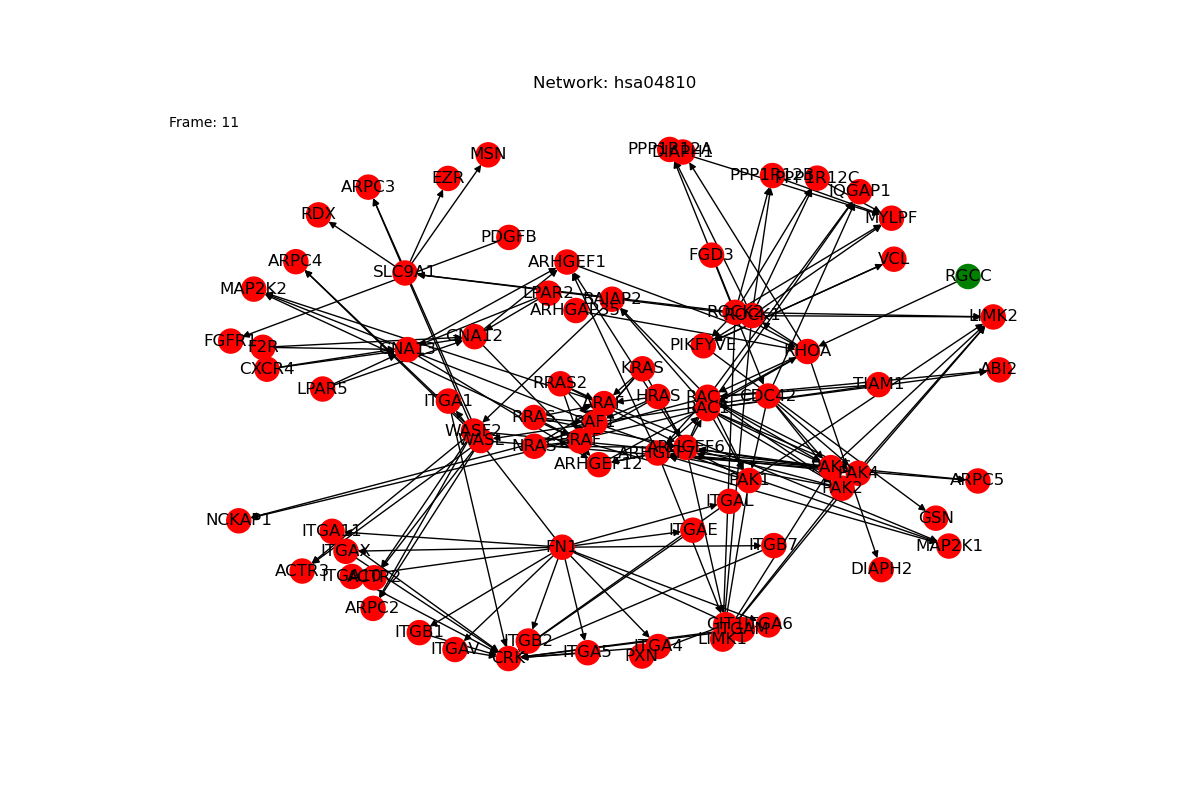 Network: hsa04810
Frame: 11
MSN
PPP1R12A
DIAPH1
EZR
ARPC3
PPP1R12B
PPP1R12C
IQGAP1
RDX
MYLPF
PDGFB
FGD3
ARHGEF1
VCL
ARPC4
SLC9A1
RGCC
MAP2K2
LPAR2
BAIAP2
ARHGAP35
ROCK2
ROCK1
LIMK2
FGFR1
F2R
GNA12
GNA13
PIKFYVE
RHOA
CXCR4
KRAS
ABI2
LPAR5
RRAS2
TIAM1
ITGA1
HRAS
CDC42
ARAF
RAC1
RRAS
RAF1
WASF2
WASL
BRAF
NRAS
ARHGEF6
ARHGEF7
ARHGEF12
PAK4
PAK2
PAK1
ARPC5
ITGAL
NCKAP1
GSN
ITGA11
ITGAE
FN1
ITGB7
MAP2K1
ITGAX
ACTR3
ITGA10
ACTR2
DIAPH2
ARPC2
ITGA6
ITGAM
ITGB1
ITGB2
LIMK1
ITGAV
CRK
ITGA5
ITGA4
PXN